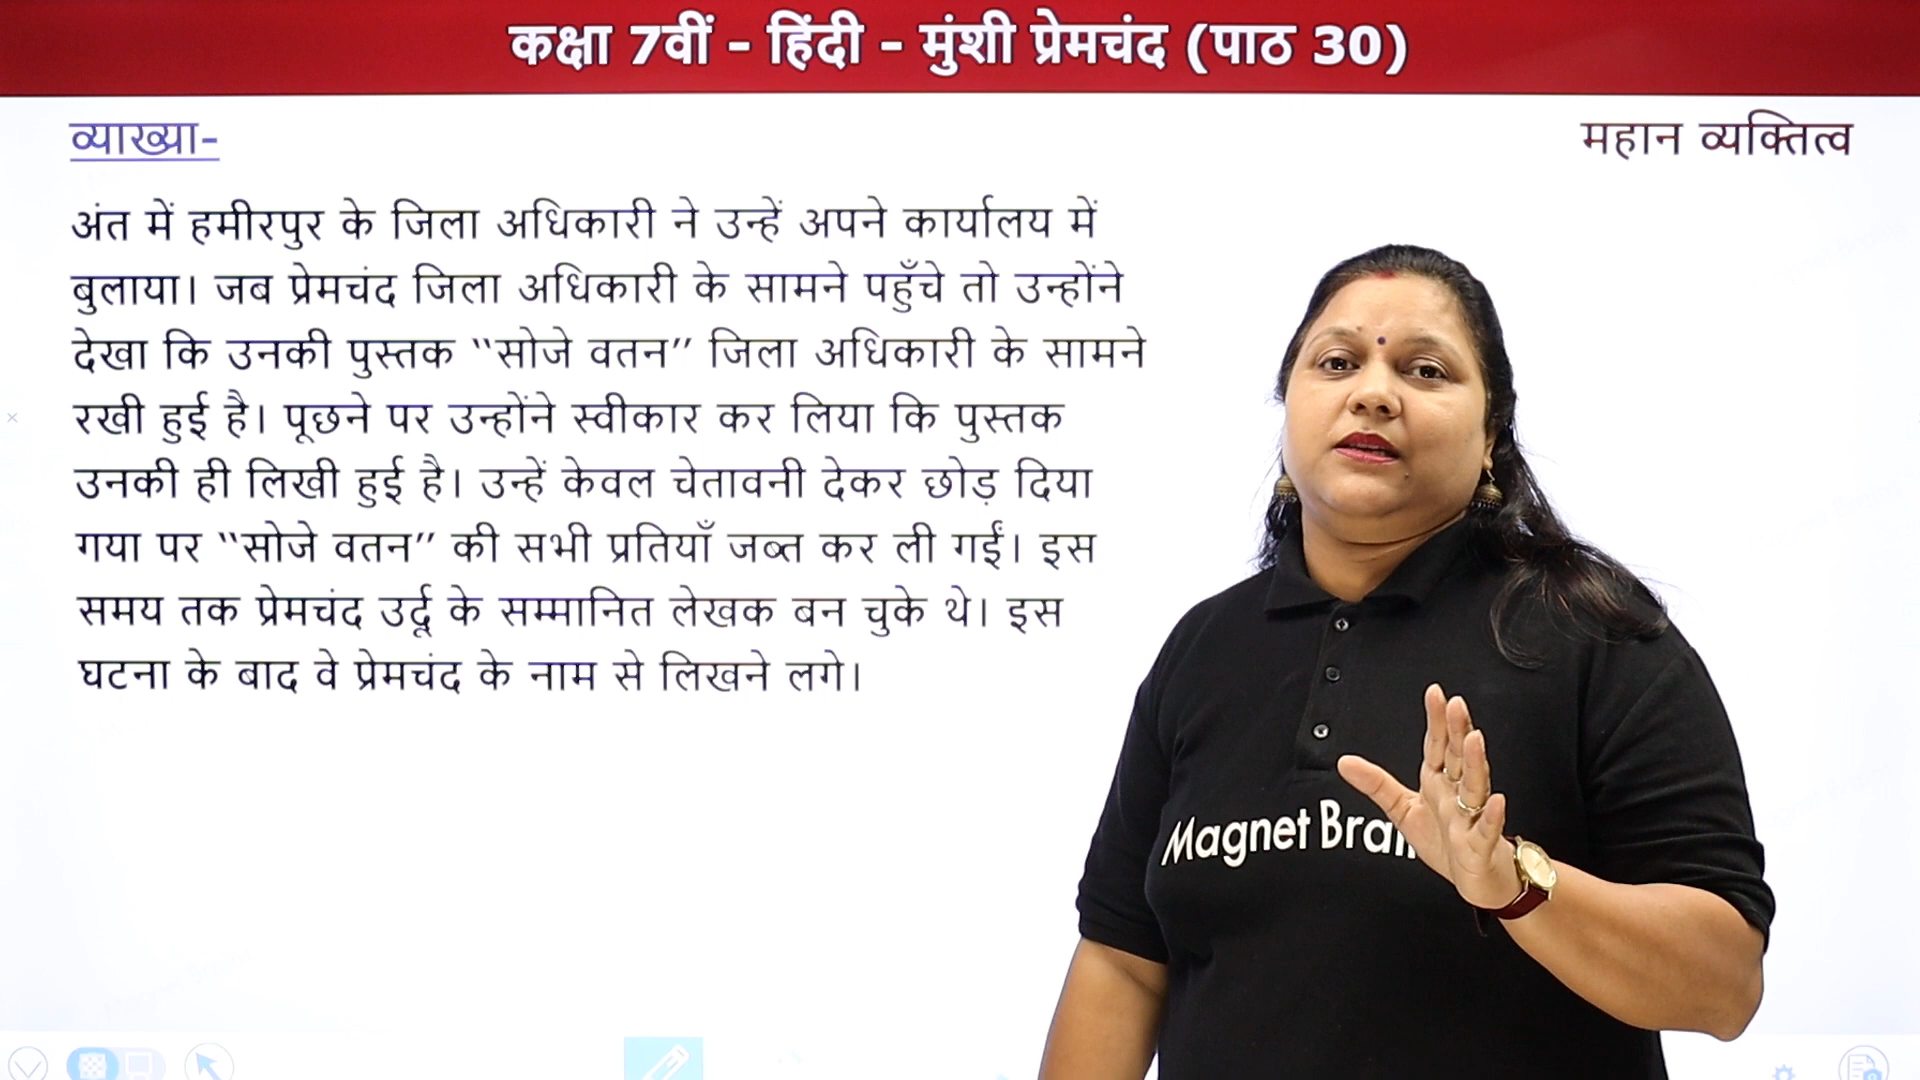 कक्षा 7वीं - हिंदी - मुंशी प्रेमचंद (पाठ 30)
व्याख्या-
महान व्यक्तित्व
अंत में हमीरपुर के जिला अधिकारी ने उन्हें अपने कार्यालय में
बुलाया। जब प्रेमचंद जिला अधिकारी के सामने पहुँचे तो उन्होंने
देखा कि उनकी पुस्तक “सोजे वतन” जिला अधिकारी के सामने
रखी हुई है। पूछने पर उन्होंने स्वीकार कर लिया कि पुस्तक
उनकी ही लिखी हुई है। उन्हें केवल चेतावनी देकर छोड़ दिया
गया पर “सोजे वतन” की सभी प्रतियाँ जब्त कर ली गईं। इस
समय तक प्रेमचंद उर्दू के सम्मानित लेखक बन चुके थे। इस
घटना के बाद वे प्रेमचंद के नाम से लिखने लगे।
Magnet